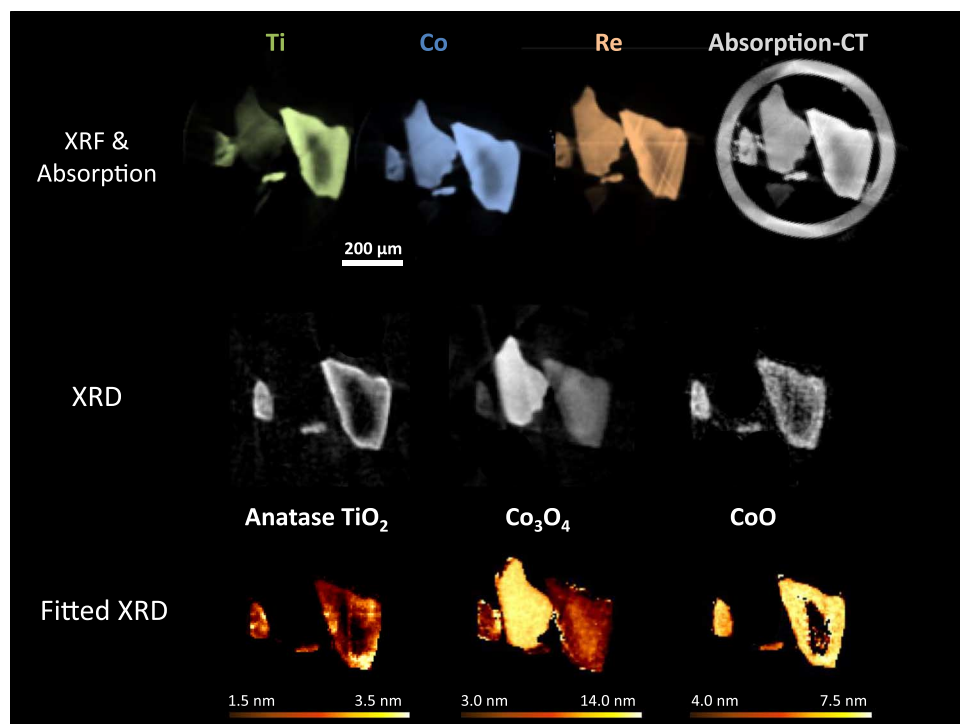 Ti Co Re Absorption-CT
XRF &
Absorption
200 µm
XRD
Anatase TiO₂ Co₃O₄ CoO
Fitted XRD
1.5 nm 3.5 nm 3.0 nm 14.0 nm 4.0 nm 7.5 nm